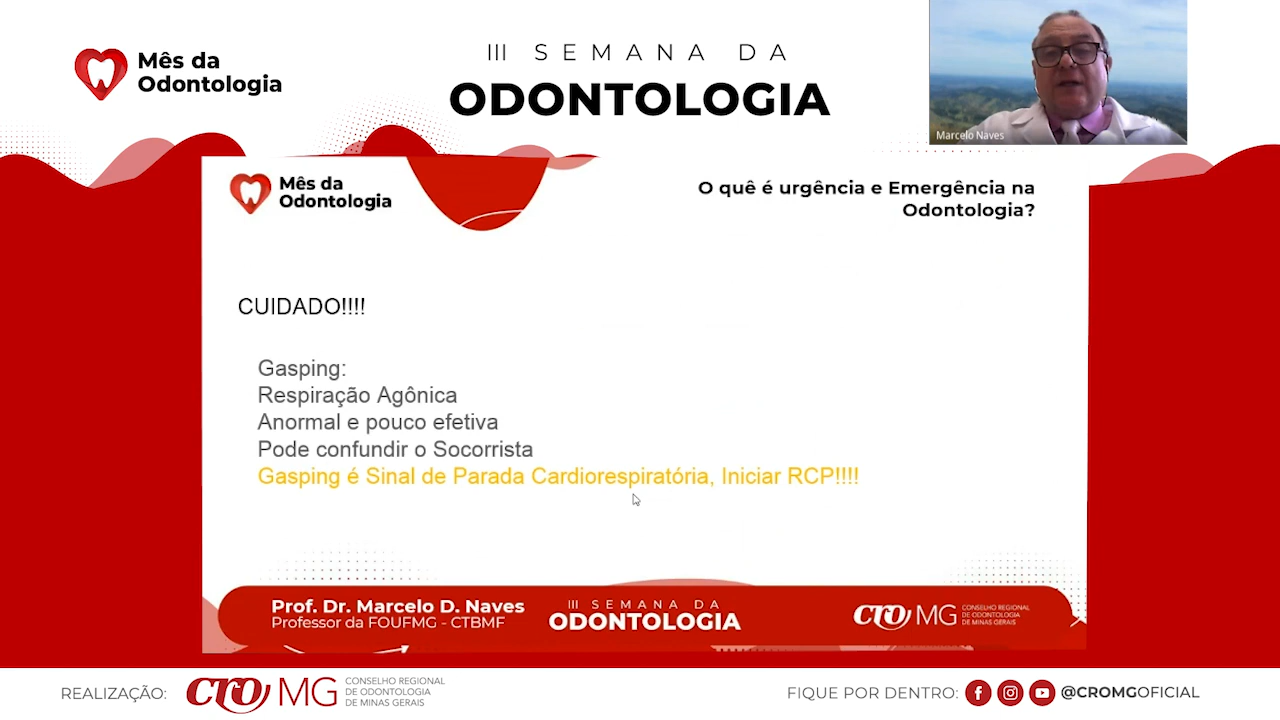 Mês da
Odontologia
III SEMANA DA
ODONTOLOGIA
Marcelo Naves
Mês da
Odontologia
O quê é urgência e Emergência na
Odontologia?
CUIDADO!!!!
Gasping:
Respiração Agônica
Anormal e pouco efetiva
Pode confundir o Socorrista
Gasping é Sinal de Parada Cardiorespiratória, Iniciar RCP!!!!
Prof. Dr. Marcelo D. Naves
Professor da FOUFMG - CTBMF
III SEMANA DA
ODONTOLOGIA
CRO MG
CONSELHO REGIONAL
DE ODONTOLOGIA
DE MINAS GERAIS
REALIZAÇÃO:
CRO MG
CONSELHO REGIONAL
DE ODONTOLOGIA
DE MINAS GERAIS
FIQUE POR DENTRO:
@CROMGOFICIAL